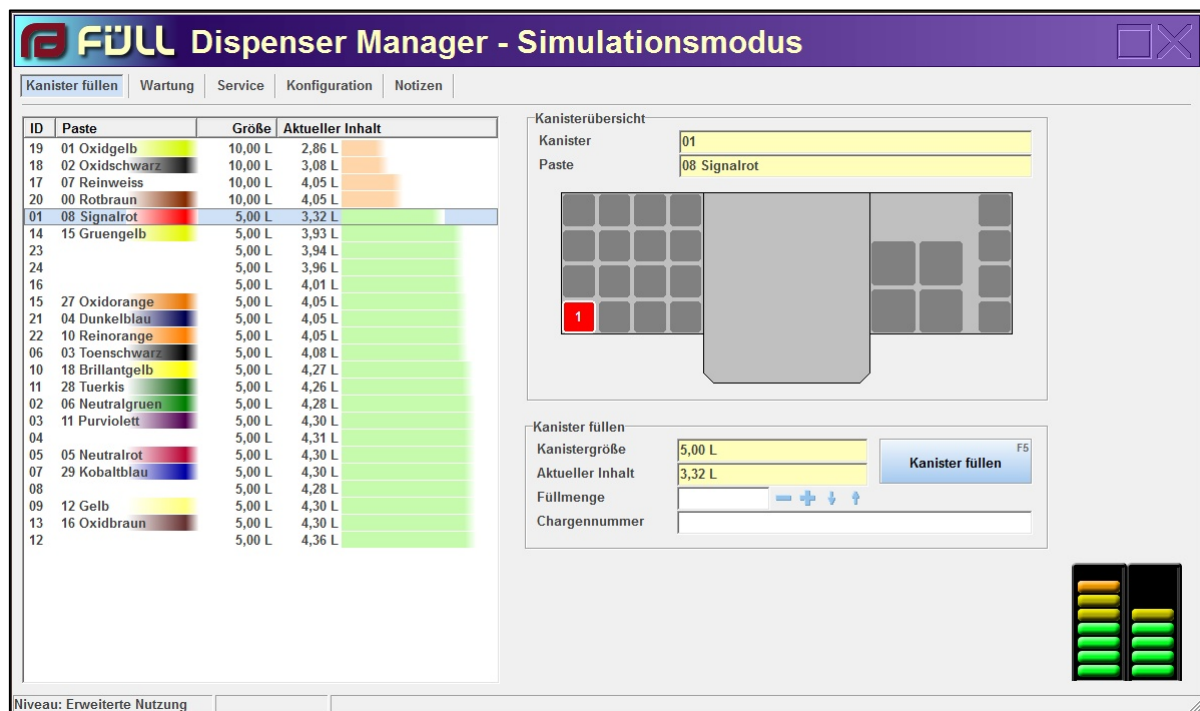 FÜLL Dispenser Manager - Simulationsmodus
Kanister füllen Wartung Service Konfiguration Notizen
ID Paste Größe Aktueller Inhalt
19 01 Oxidgelb 10,00 L 2,86 L
18 02 Oxidschwarz 10,00 L 3,08 L
17 07 Reinweiss 10,00 L 4,05 L
20 00 Rotbraun 10,00 L 4,05 L
01 08 Signalrot 5,00 L 3,32 L
14 15 Gruengelb 5,00 L 3,93 L
23 5,00 L 3,94 L
24 5,00 L 3,96 L
16 5,00 L 4,01 L
15 27 Oxidorange 5,00 L 4,05 L
21 04 Dunkelblau 5,00 L 4,05 L
22 10 Reinorange 5,00 L 4,05 L
06 03 Toenschwarz 5,00 L 4,08 L
10 18 Brillantgelb 5,00 L 4,27 L
11 28 Tuerkis 5,00 L 4,26 L
02 06 Neutralgruen 5,00 L 4,28 L
03 11 Purviolett 5,00 L 4,30 L
04 5,00 L 4,31 L
05 05 Neutralrot 5,00 L 4,30 L
07 29 Kobaltblau 5,00 L 4,30 L
08 5,00 L 4,28 L
09 12 Gelb 5,00 L 4,30 L
13 16 Oxidbraun 5,00 L 4,30 L
12 5,00 L 4,36 L
Kanisterübersicht
Kanister 01
Paste 08 Signalrot
1
Kanister füllen
Kanistergröße 5,00 L
Aktueller Inhalt 3,32 L
Füllmenge
Chargennummer
F5
Kanister füllen
Niveau: Erweiterte Nutzung